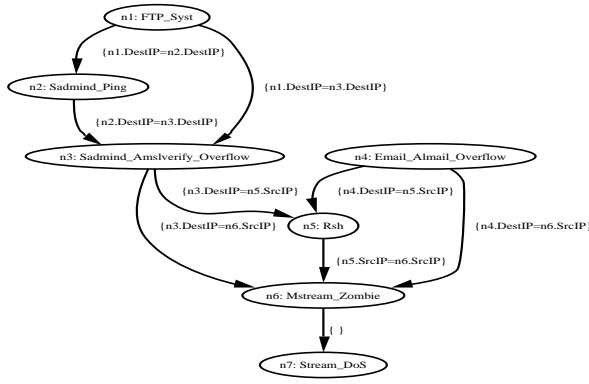 n1: FTP_Syst
{n1.DestIP=n2.DestIP}
n2: Sadmind_Ping
{n1.DestIP=n3.DestIP}
{n2.DestIP=n3.DestIP}
n3: Sadmind_Amslverify_Overflow
n4: Email_Almail_Overflow
{n3.DestIP=n5.SrcIP}
{n4.DestIP=n5.SrcIP}
{n3.DestIP=n6.SrcIP}
n5: Rsh
{n4.DestIP=n6.SrcIP}
{n5.SrcIP=n6.SrcIP}
n6: Mstream_Zombie
{ }
n7: Stream_DoS